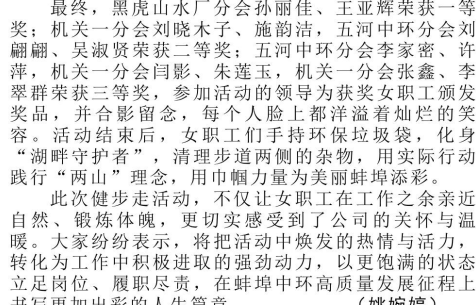 最终，黑虎山水厂分会孙丽佳、王亚辉荣获一等
奖；机关一分会刘晓木子、施韵洁，五河中环分会刘
翩翩、吴淑贤荣获二等奖；五河中环分会李家密、许
萍，机关一分会闫影、朱莲玉，机关一分会张鑫、李
翠群荣获三等奖，参加活动的领导为获奖女职工颁发
奖品，并合影留念，每个人脸上都洋溢着灿烂的笑
容。活动结束后，女职工们手持环保垃圾袋，化身
“湖畔守护者”，清理步道两侧的杂物，用实际行动
践行“两山”理念，用巾帼力量为美丽蚌埠添彩。
此次健步走活动，不仅让女职工在工作之余亲近
自然、锻炼体魄，更切实感受到了公司的关怀与温
暖。大家纷纷表示，将把活动中焕发的热情与活力，
转化为工作中积极进取的强劲动力，以更饱满的状态
立足岗位、履职尽责，在蚌埠中环高质量发展征程上
书写更加出彩的人生篇章。 （姚婉婷）